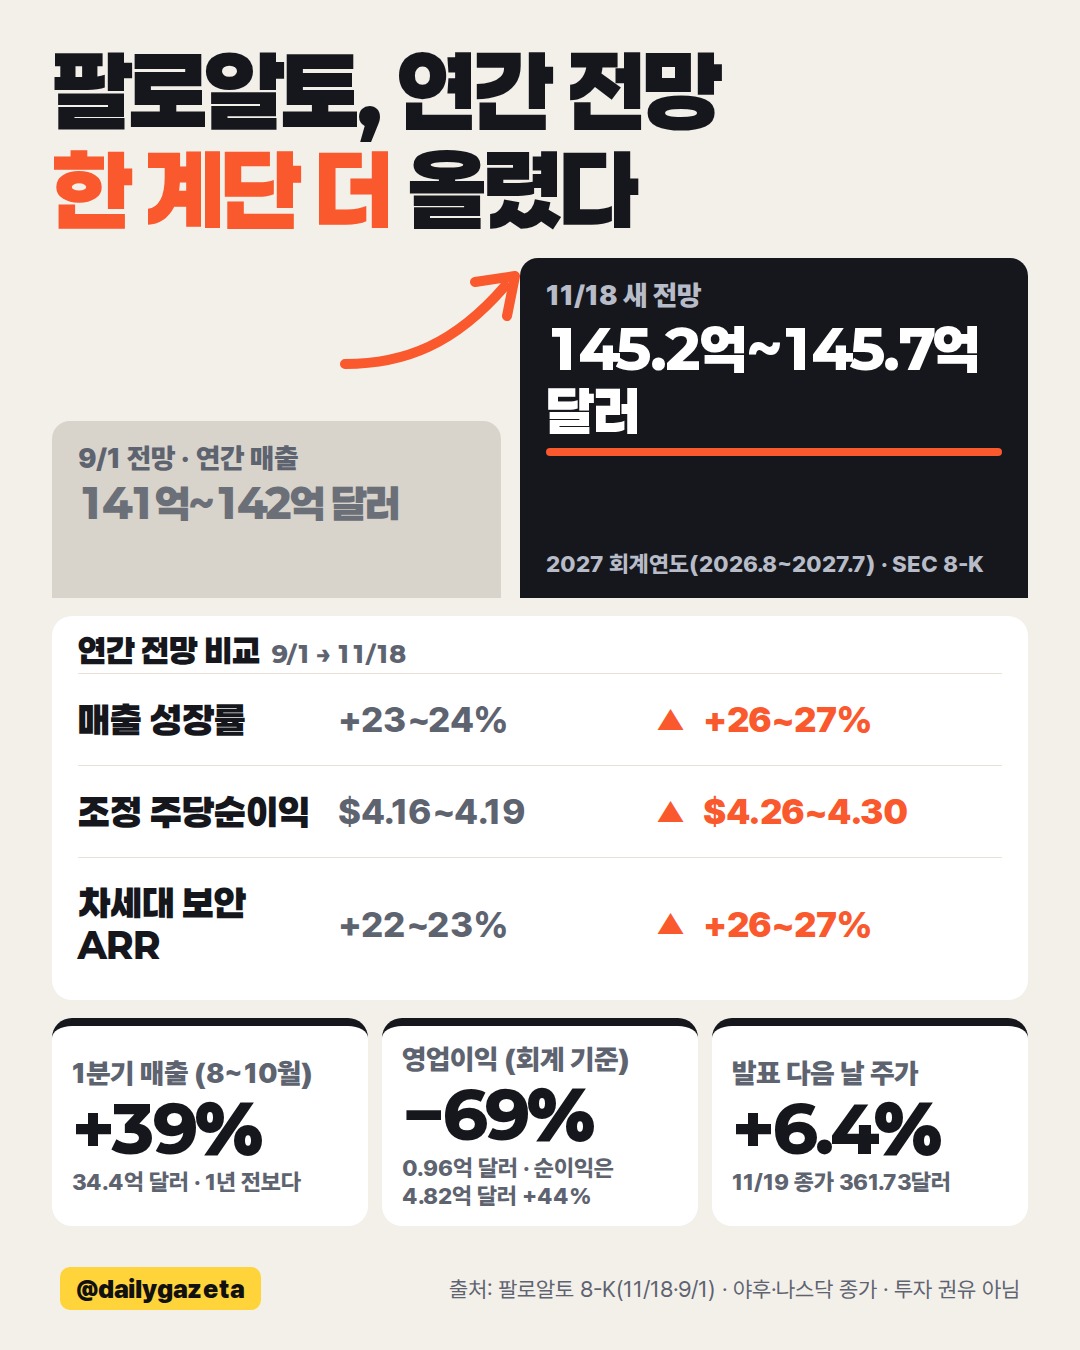 팔로알토, 연간 전망
한 계단 더 올렸다
11/18 새 전망
145.2억~145.7억
달러
2027 회계연도(2026.8~2027.7) · SEC 8-K
9/1 전망 · 연간 매출
141억~142억 달러
연간 전망 비교 9/1 → 11/18
매출 성장률 +23~24% ▲ +26~27%
조정 주당순이익 $4.16~4.19 ▲ $4.26~4.30
차세대 보안
ARR +22~23% ▲ +26~27%
1분기 매출 (8~10월)
+39%
34.4억 달러 · 1년 전보다
영업이익 (회계 기준)
−69%
0.96억 달러 · 순이익은
4.82억 달러 +44%
발표 다음 날 주가
+6.4%
11/19 종가 361.73달러
@dailygazeta
출처: 팔로알토 8-K(11/18·9/1) · 야후·나스닥 종가 · 투자 권유 아님